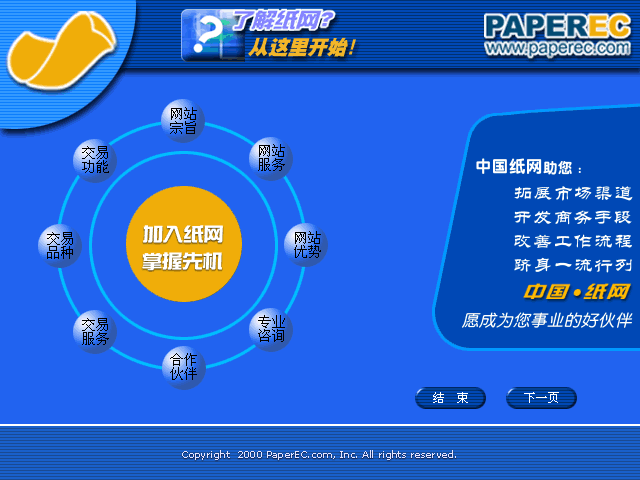 了解纸网?
从这里开始!
PAPEREC
www.paperec.com
网站
宗旨
网站
服务
网站
优势
专业
咨询
合作
伙伴
交易
服务
交易
品种
交易
功能
加入纸网
掌握先机
中国纸网助您：
拓展市场渠道
开发商务手段
改善工作流程
跻身一流行列
中国·纸网
愿成为您事业的好伙伴
结 束
下一页
Copyright 2000 PaperEC.com, Inc. All rights reserved.